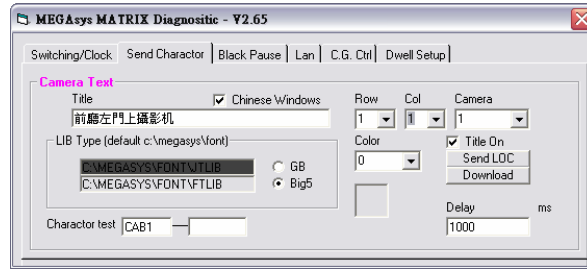 MEGAsys MATRIX Diagnositic - V2.65
Switching/Clock Send Charactor Black Pause Lan C.G. Ctrl Dwell Setup
Camera Text
Title Chinese Windows Row Col Camera
前廳左門上攝影机 1 1 1
LIB Type (default c:\megasys\font) Color Title On
C:\MEGASYS\FONT\JTLIB GB 0 Send LOC
C:\MEGASYS\FONT\FTLIB Big5 Download
Delay ms
Charactor test CAB1 1000